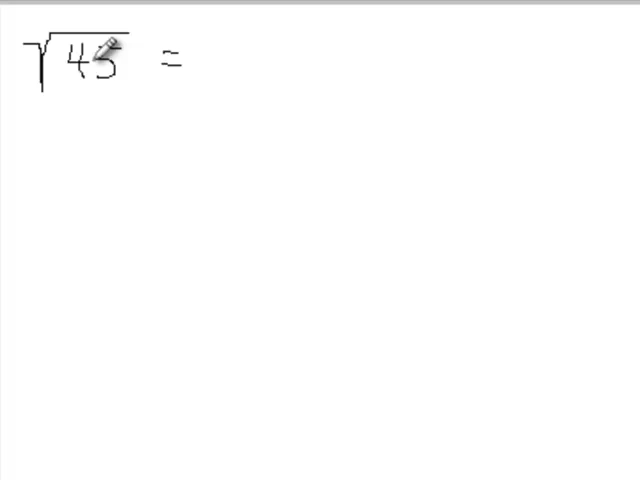 √45 =